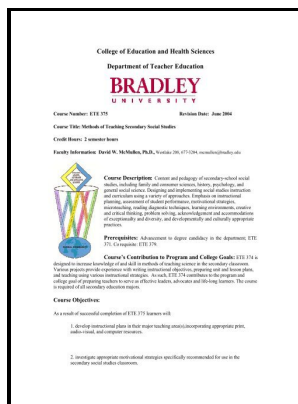 College of Education and Health Sciences
Department of Teacher Education
BRADLEY
UNIVERSITY
Course Number: ETE 375 Revision Date: June 2004
Course Title: Methods of Teaching Secondary Social Studies
Credit Hours: 2 semester hours
Faculty Information: David W. McMullen, Ph.D., Westlake 208, 677-3204, mcmullen@bradley.edu
Course Description: Content and pedagogy of secondary-school social
studies, including family and consumer sciences, history, psychology, and
general social science. Designing and implementing social studies instruction
and curriculum using a variety of approaches. Emphasis on instructional
planning, assessment of student performance, motivational strategies,
microteaching, reading diagnostic techniques, learning environments, creative
and critical thinking, problem solving, acknowledgement and accommodations
of exceptionality and diversity, and developmentally and culturally appropriate
practices.
Prerequisites: Advancement to degree candidacy in the department; ETE
371. Co requisite: ETE 379.
Course's Contribution to Program and College Goals: ETE 374 is
designed to increase knowledge of and skill in methods of teaching science in the secondary classroom.
Various projects provide experience with writing instructional objectives, preparing unit and lesson plans,
and teaching using various instructional strategies. As such, ETE 374 contributes to the program and
college goal of preparing teachers to serve as effective leaders, advocates and life-long learners. The course
is required of all secondary education majors.
Course Objectives:
As a result of successful completion of ETE 375 learners will:
1. develop instructional plans in their major teaching area(s) incorporating appropriate print,
audio-visual, and computer resources.
2. investigate appropriate motivational strategies specifically recommended for use in the
secondary social studies classroom.